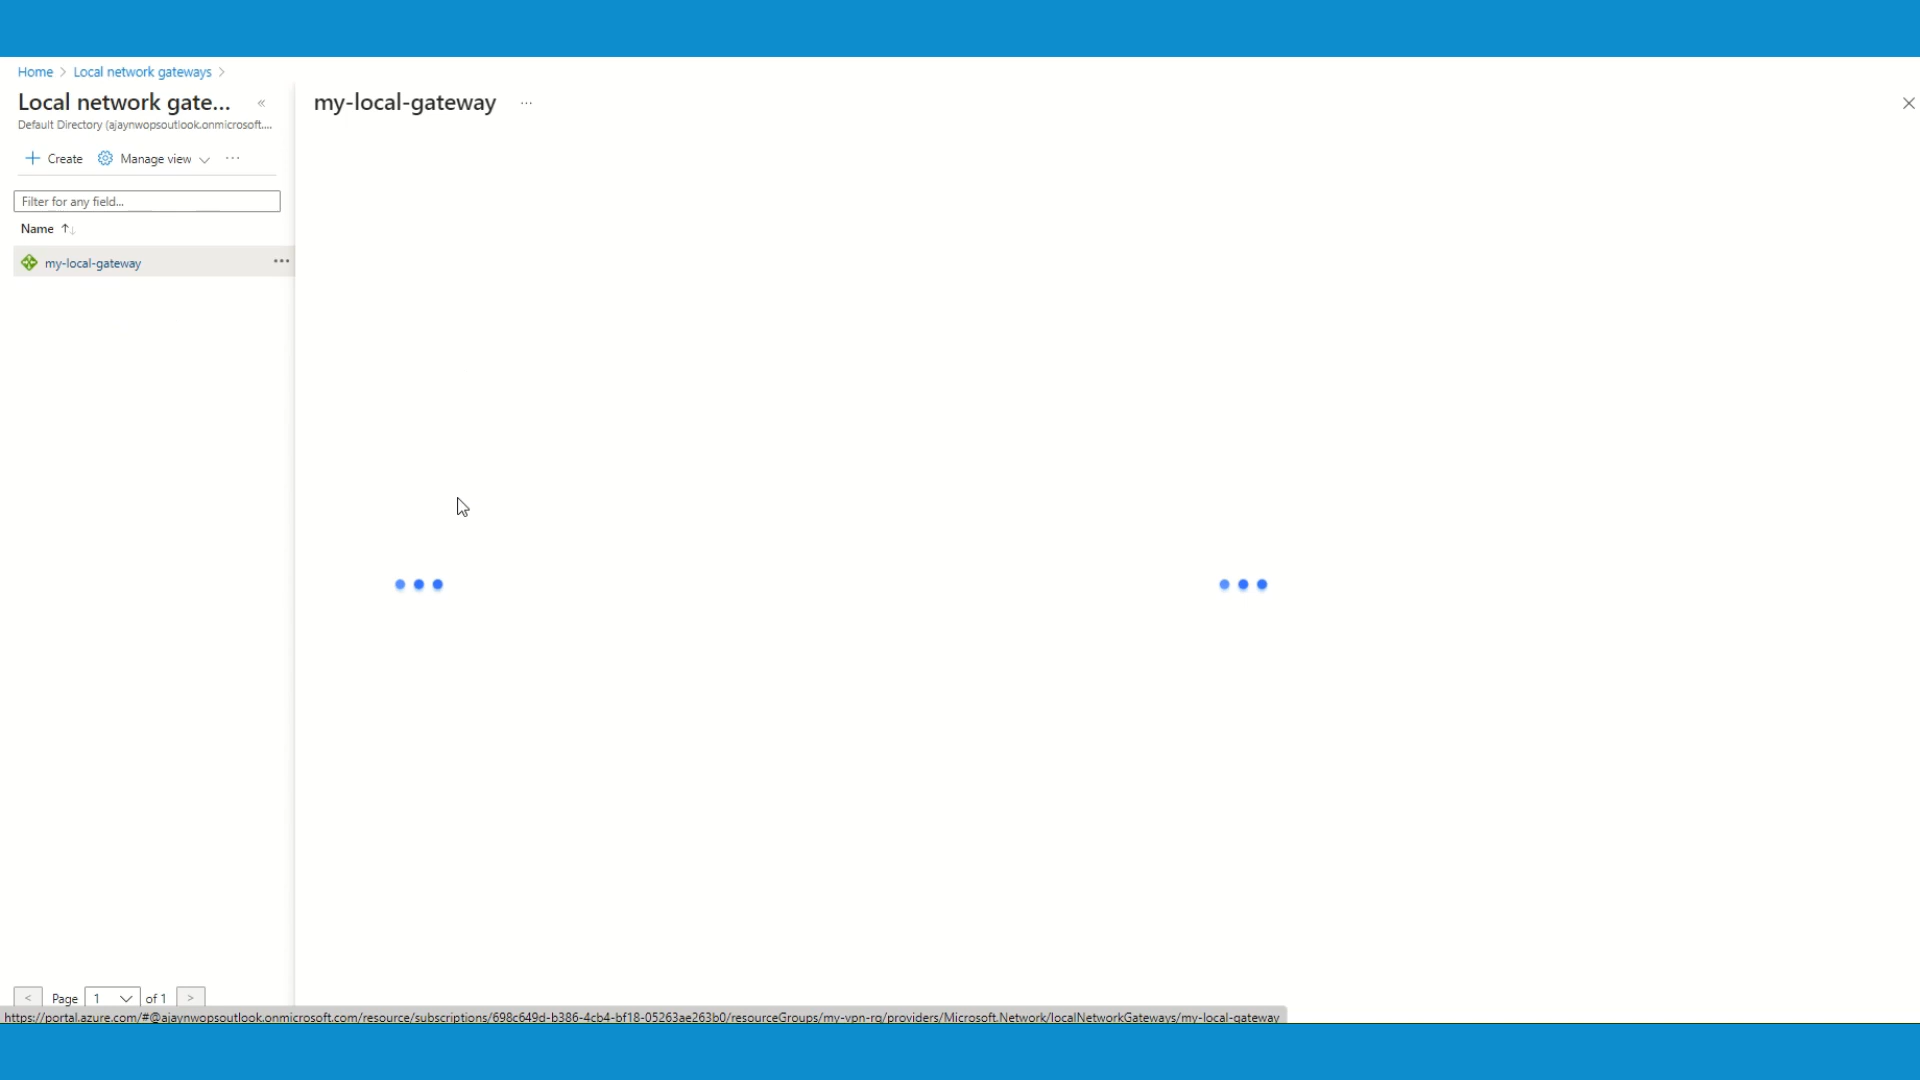 Home > Local network gateways >
Local network gate... «
my-local-gateway ...
Default Directory (ajaynwopsoutlook.onmicrosoft....
+ Create Manage view ...
Filter for any field...
Name ↑↓
my-local-gateway ...
< Page 1 of 1 >
https://portal.azure.com/#@ajaynwopsoutlook.onmicrosoft.com/resource/subscriptions/698c649d-b386-4cb4-bf18-05263ae263b0/resourceGroups/my-vpn-rg/providers/Microsoft.Network/localNetworkGateways/my-local-gateway